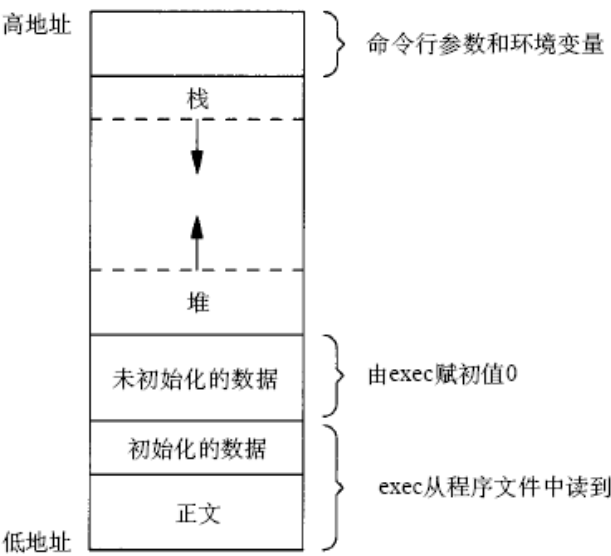 高地址
命令行参数和环境变量
栈
堆
未初始化的数据
由exec赋初值0
初始化的数据
exec从程序文件中读到
正文
低地址